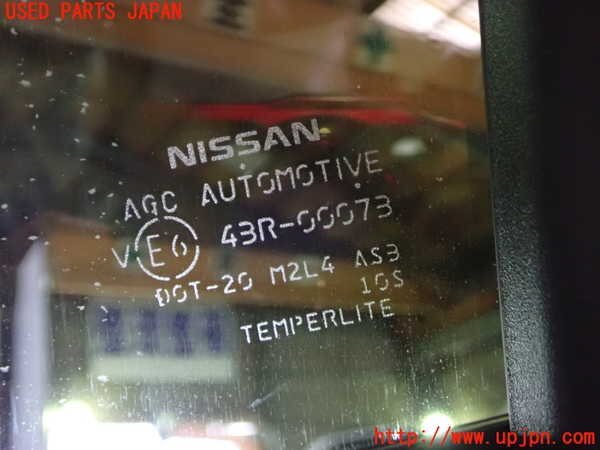 USED PARTS JAPAN
NISSAN
AGC AUTOMOTIVE
V E6 43R-00073
DOT-20 M2L4 AS3
10S
TEMPERLITE
http://www.upjpn.com/